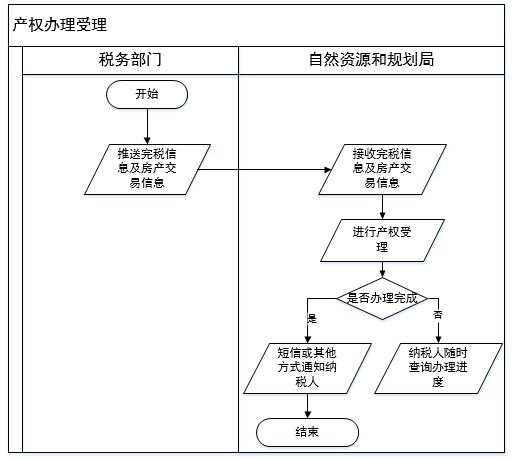 产权办理受理
税务部门
自然资源和规划局
开始
推送完税信
息及房产交
易信息
接收完税信
息及房产交
易信息
进行产权受
理
是否办理完成
是
否
短信或其他
方式通知纳
税人
纳税人随时
查询办理进
度
结束